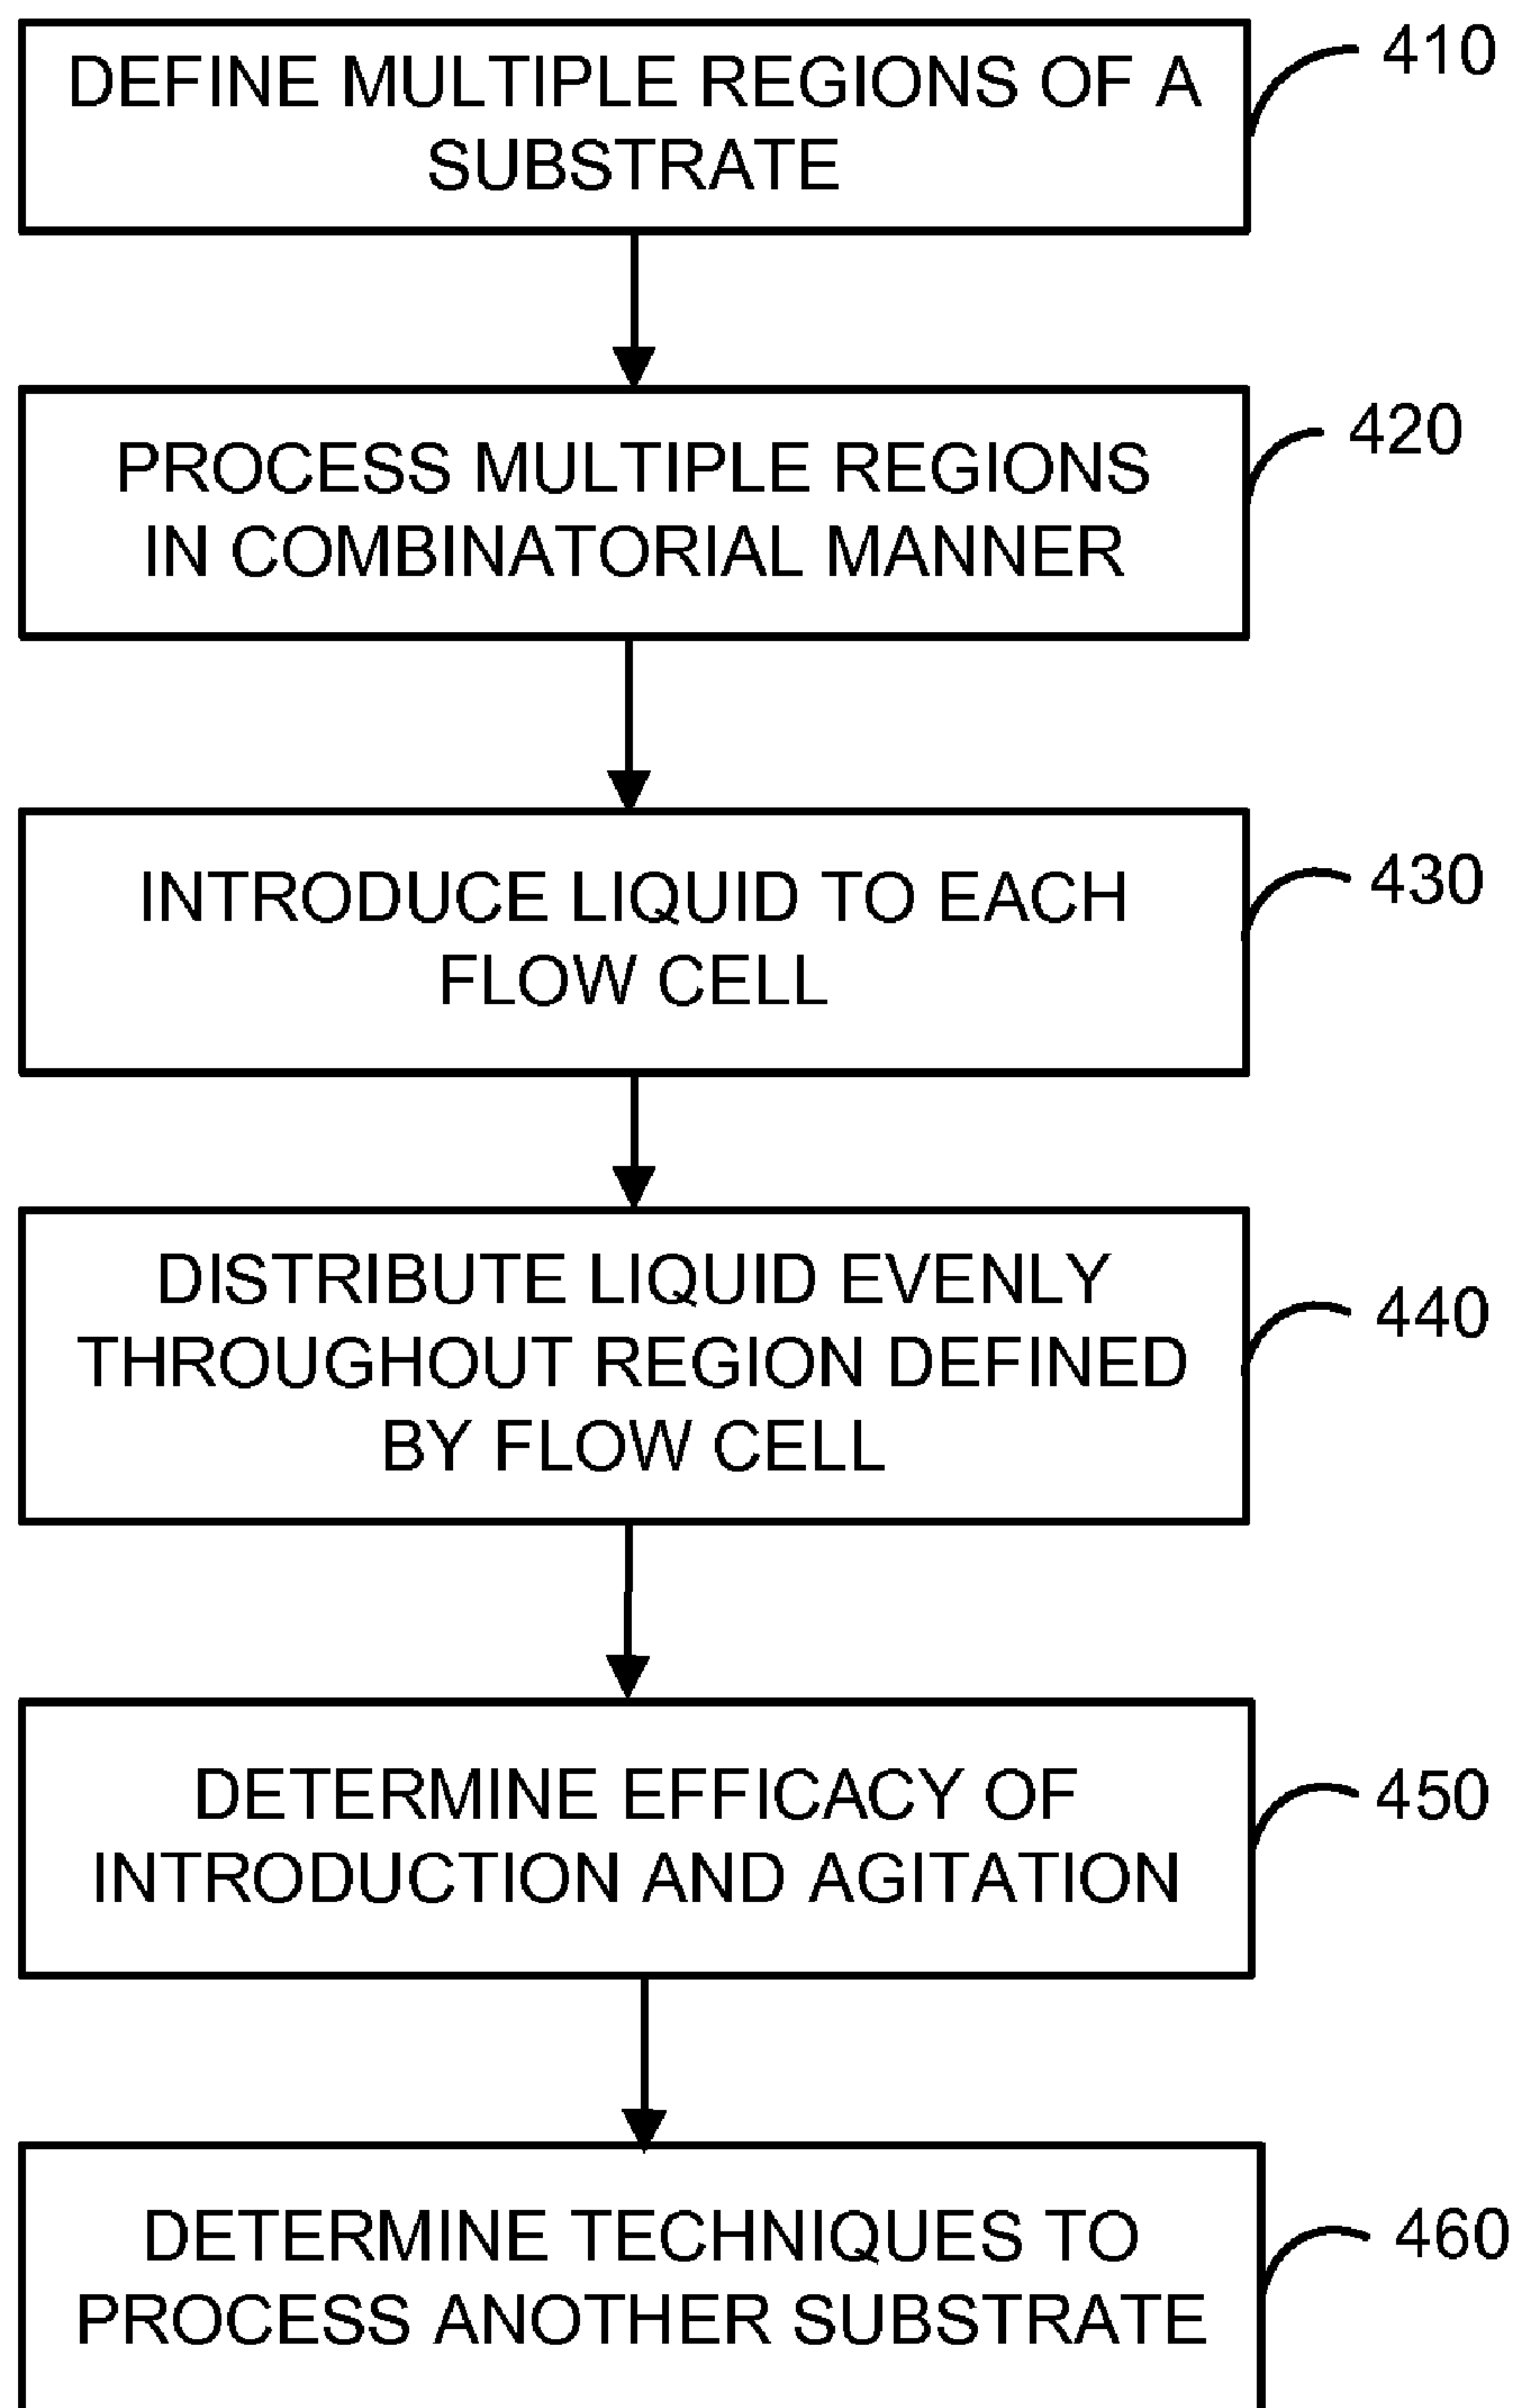 DEFINE MULTIPLE REGIONS OF A
SUBSTRATE
410
PROCESS MULTIPLE REGIONS
IN COMBINATORIAL MANNER
420
INTRODUCE LIQUID TO EACH
FLOW CELL
430
DISTRIBUTE LIQUID EVENLY
THROUGHOUT REGION DEFINED
BY FLOW CELL
440
DETERMINE EFFICACY OF
INTRODUCTION AND AGITATION
450
DETERMINE TECHNIQUES TO
PROCESS ANOTHER SUBSTRATE
460